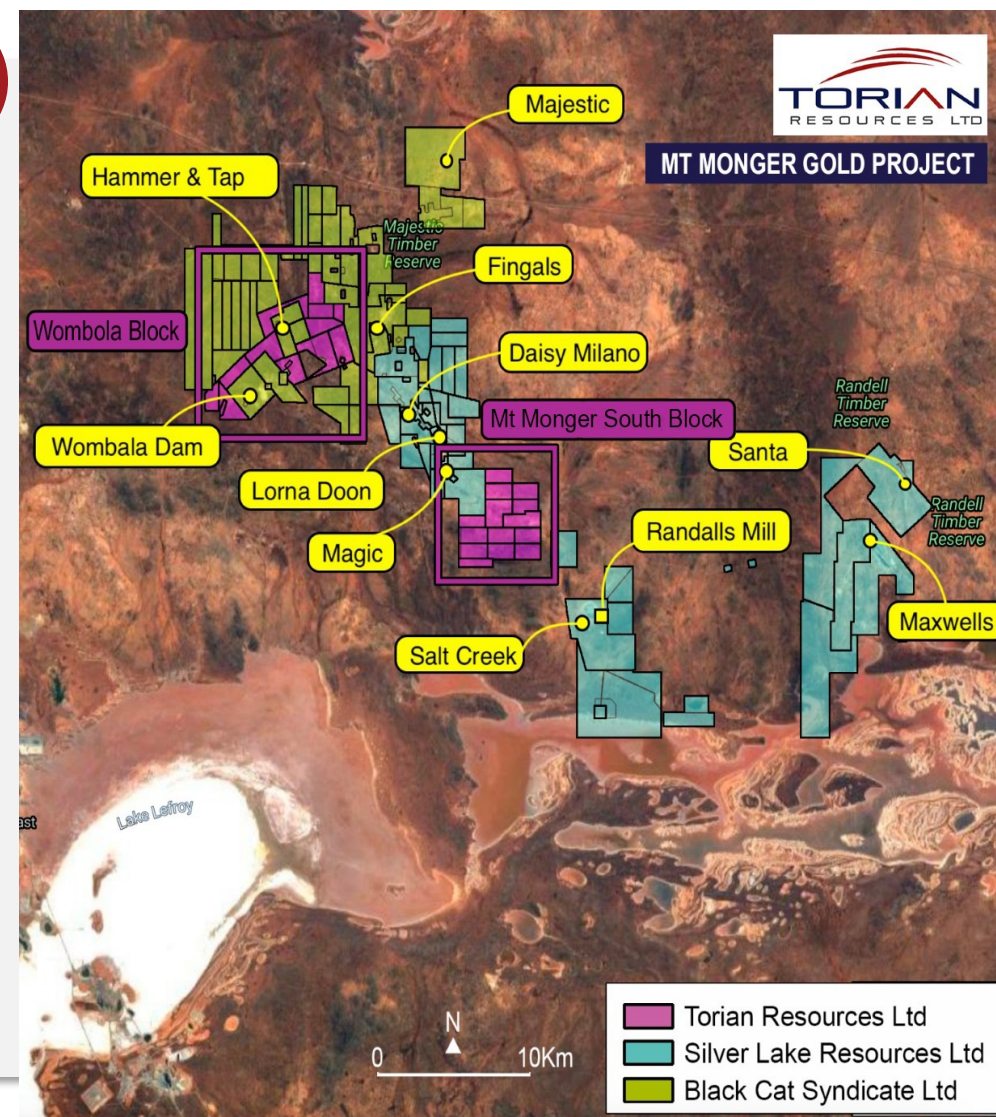 TORIAN
RESOURCES LTD
MT MONGER GOLD PROJECT
Majestic
Hammer & Tap
Majestic
Timber
Reserve
Fingals
Wombola Block
Daisy Milano
Randell
Timber
Reserve
Mt Monger South Block
Wombala Dam
Santa
Lorna Doon
Randell
Timber
Reserve
Magic
Randalls Mill
Maxwells
Salt Creek
Lake Lefroy
ast
N
0 10Km
Torian Resources Ltd
Silver Lake Resources Ltd
Black Cat Syndicate Ltd